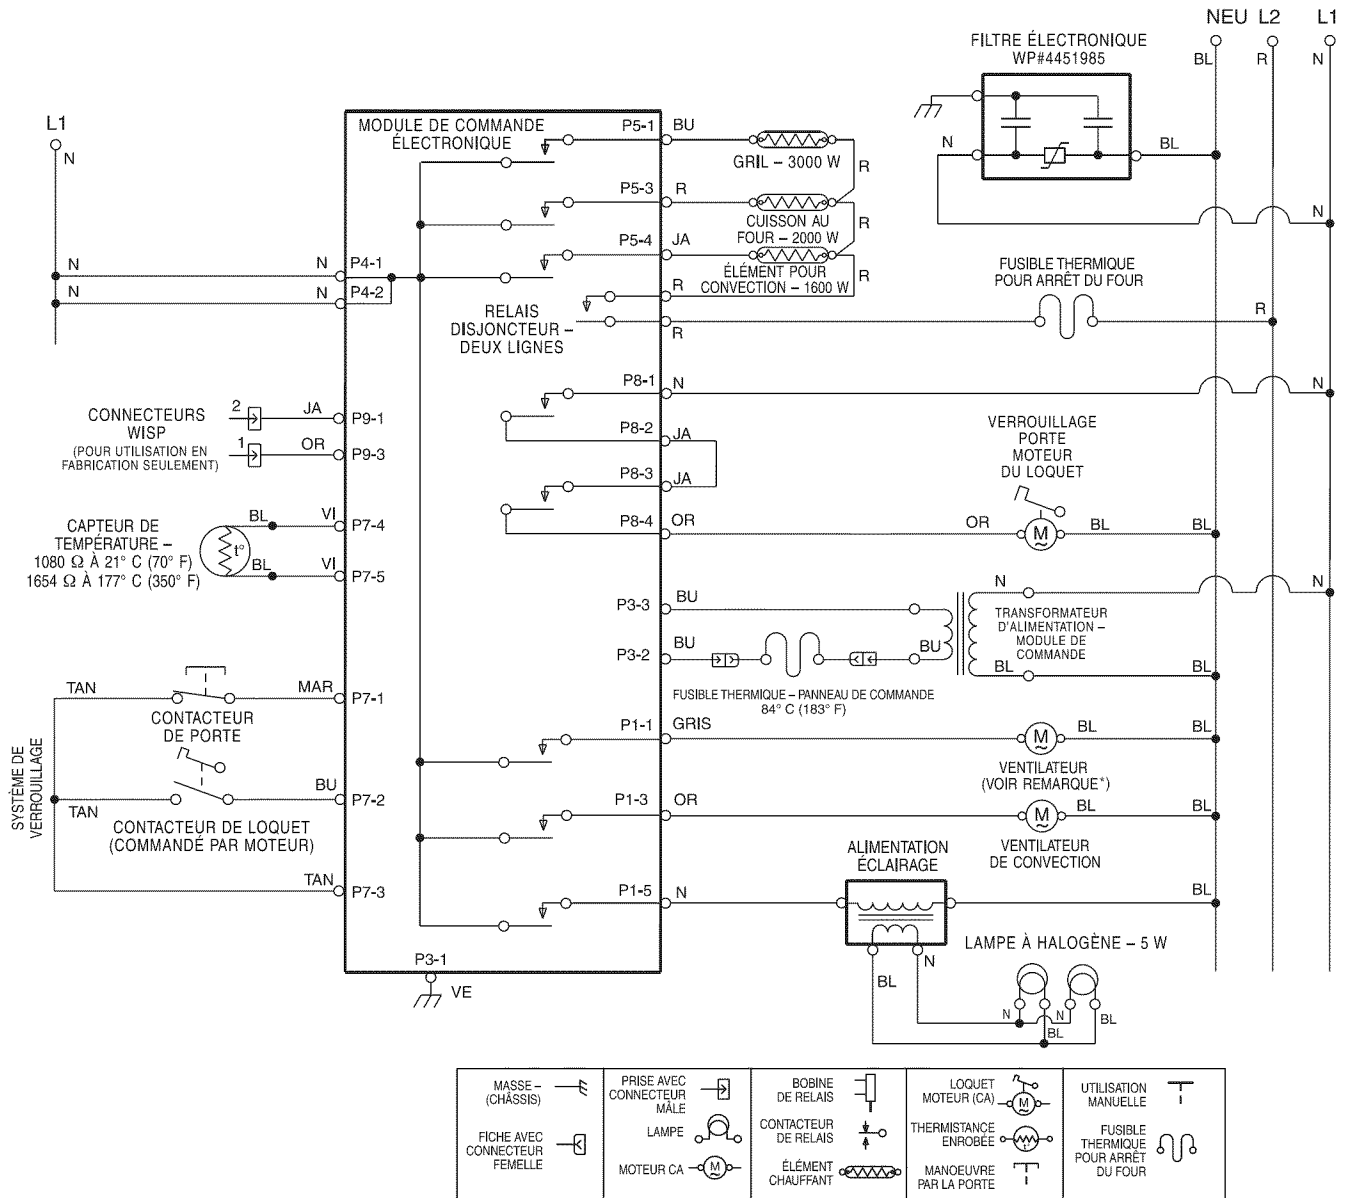 NEU L2 L1
FILTRE ÉLECTRONIQUE
WP#4451985
BL R N
L1
N
MODULE DE COMMANDE
ÉLECTRONIQUE
P5-1 BU
GRIL – 3000 W
R
N BL
P5-3 R
CUISSON AU
FOUR – 2000 W
R
N
P5-4 JA
ÉLÉMENT POUR
CONVECTION – 1600 W
R
FUSIBLE THERMIQUE
POUR ARRÊT DU FOUR
N N P4-1
N N P4-2
R
RELAIS
DISJONCTEUR –
DEUX LIGNES
R
R
P8-1 N
N
CONNECTEURS
WISP
(POUR UTILISATION EN
FABRICATION SEULEMENT)
2 JA P9-1
1 OR P9-3
P8-2 JA
P8-3 JA
P8-4 OR
VERROUILLAGE
PORTE
MOTEUR
DU LOQUET
OR M BL BL
CAPTEUR DE
TEMPÉRATURE –
1080 Ω À 21° C (70° F)
1654 Ω À 177° C (350° F)
t°
BL VI P7-4
BL VI P7-5
P3-3 BU
P3-2 BU BU
N N
TRANSFORMATEUR
D'ALIMENTATION –
MODULE DE
COMMANDE
BL BL
FUSIBLE THERMIQUE – PANNEAU DE COMMANDE
84° C (183° F)
TAN MAR P7-1
CONTACTEUR
DE PORTE
SYSTÈME DE
VERROUILLAGE
P1-1 GRIS M BL BL
VENTILATEUR
(VOIR REMARQUE*)
TAN BU P7-2
CONTACTEUR DE LOQUET
(COMMANDÉ PAR MOTEUR)
P1-3 OR M BL BL
VENTILATEUR
DE CONVECTION
TAN P7-3
ALIMENTATION
ÉCLAIRAGE
P1-5 N BL
LAMPE À HALOGÈNE – 5 W
BL N
N N BL
BL
P3-1
VE
MASSE –
(CHÂSSIS)
FICHE AVEC
CONNECTEUR
FEMELLE
PRISE AVEC
CONNECTEUR
MÂLE
LAMPE
MOTEUR CA M
BOBINE
DE RELAIS
CONTACTEUR
DE RELAIS
ÉLÉMENT
CHAUFFANT
LOQUET
MOTEUR (CA) M
THERMISTANCE
ENROBÉE
MANOEUVRE
PAR LA PORTE
UTILISATION
MANUELLE
FUSIBLE
THERMIQUE
POUR ARRÊT
DU FOUR